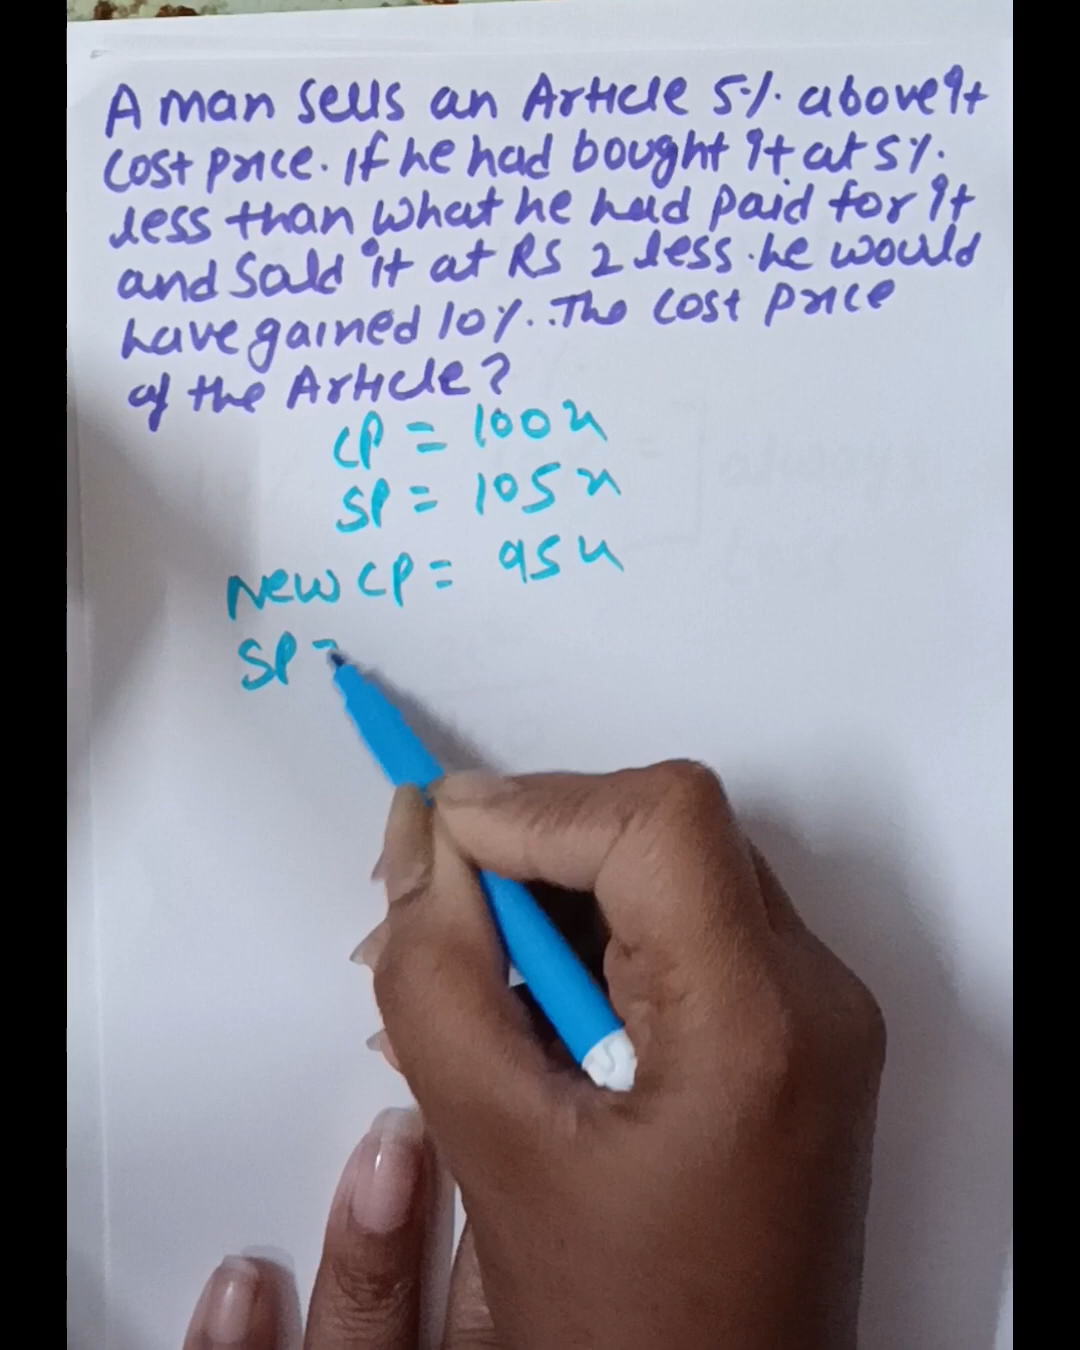 A man sells an Article 5% above it
cost price. If he had bought it at 5%
less than what he had paid for it
and sald it at RS 2 less. he would
have gained 10%. The cost price
of the Article?
CP = 100x
SP = 105x
New CP = 95x
SP =